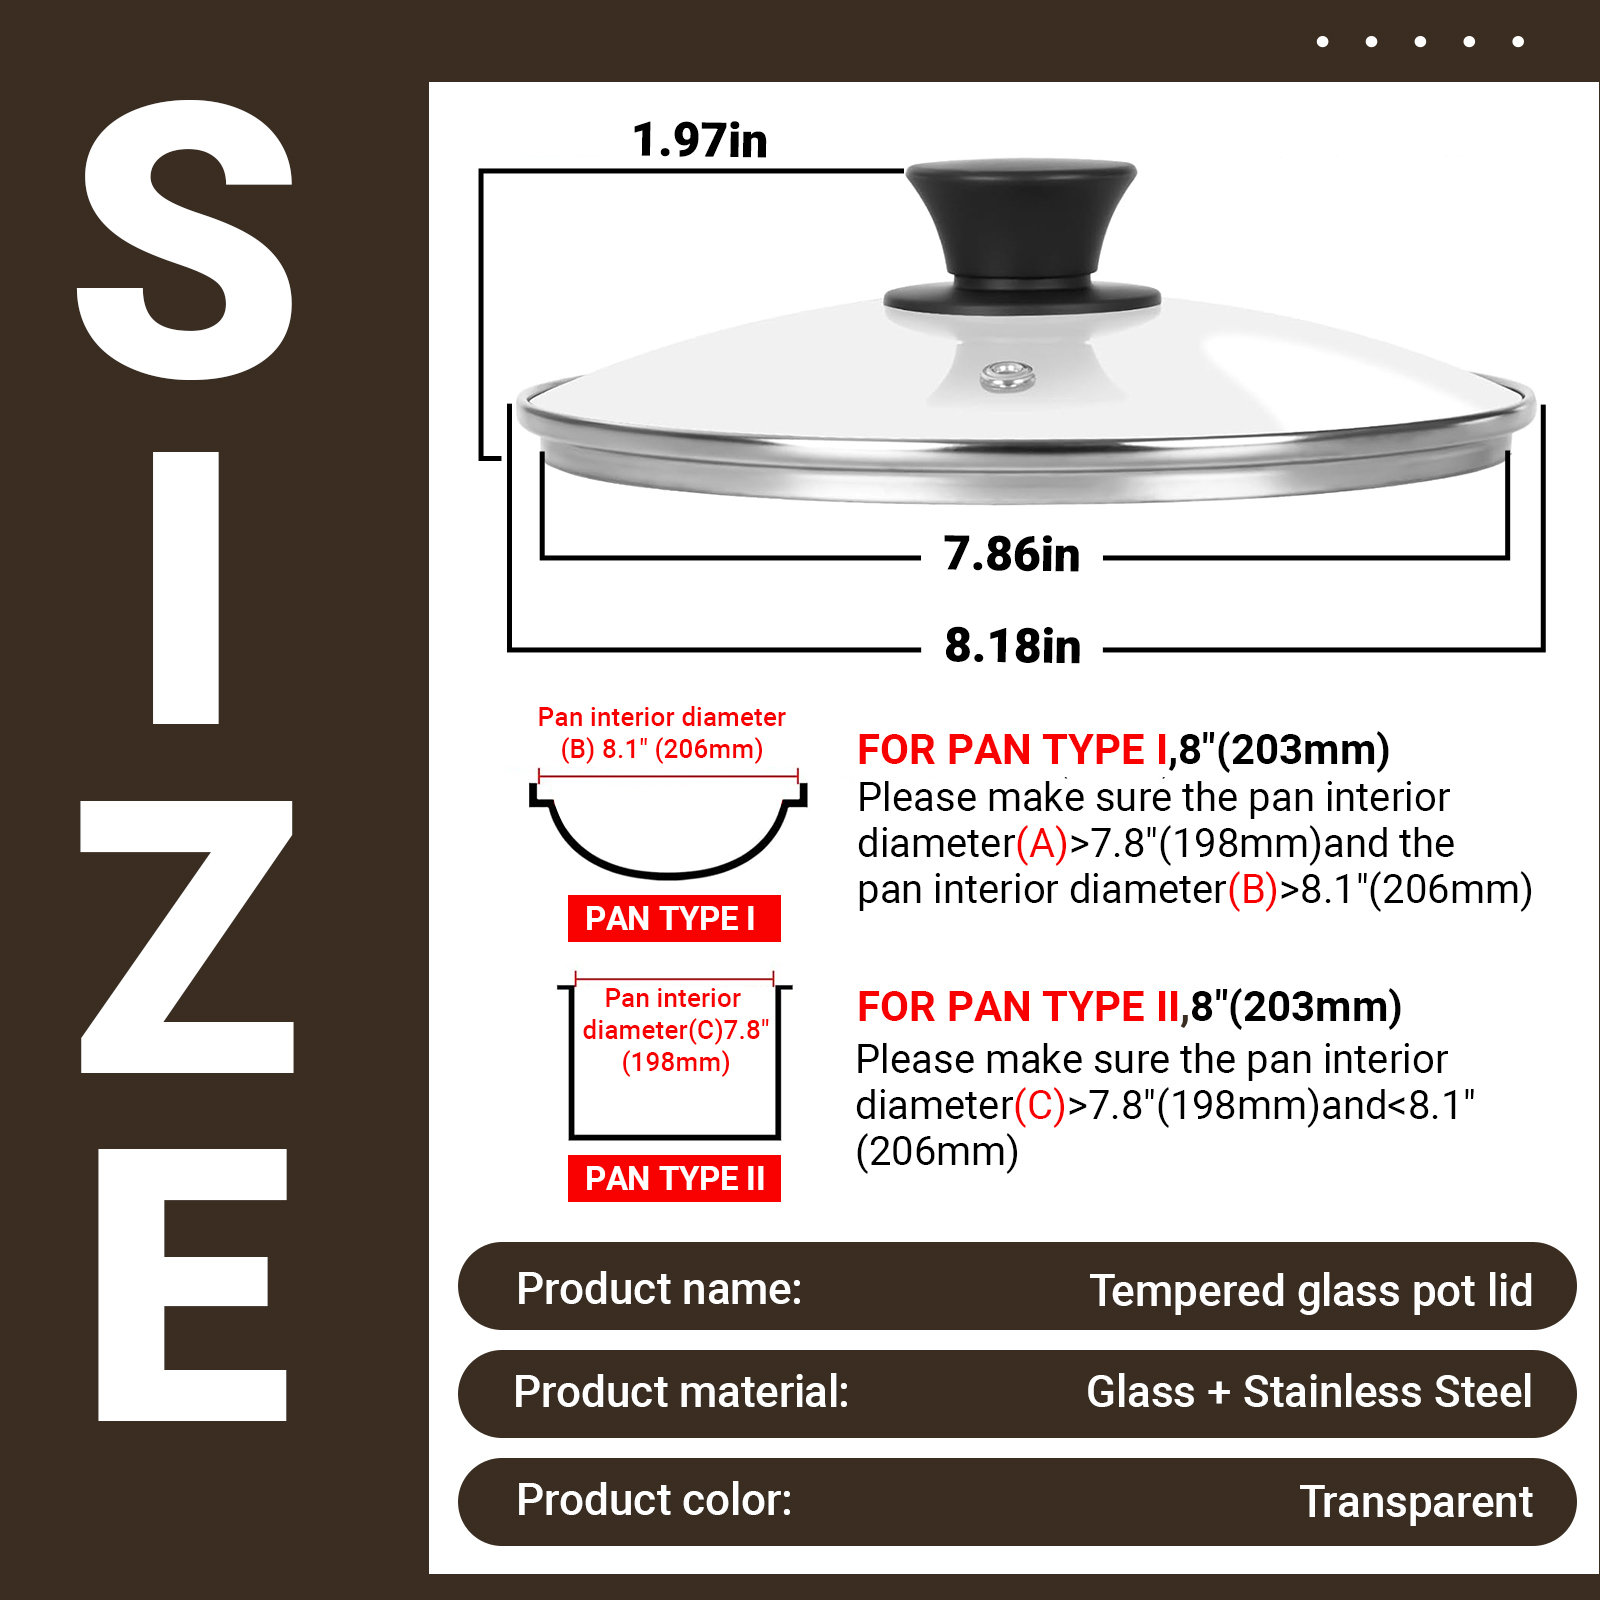 SIZE
1.97in
7.86in
8.18in
Pan interior diameter
(B) 8.1" (206mm)
PAN TYPE I
FOR PAN TYPE I,8"(203mm)
Please make sure the pan interior
diameter(A)>7.8"(198mm)and the
pan interior diameter(B)>8.1"(206mm)
Pan interior
diameter(C)7.8"
(198mm)
PAN TYPE II
FOR PAN TYPE II,8"(203mm)
Please make sure the pan interior
diameter(C)>7.8"(198mm)and<8.1"
(206mm)
Product name: Tempered glass pot lid
Product material: Glass + Stainless Steel
Product color: Transparent